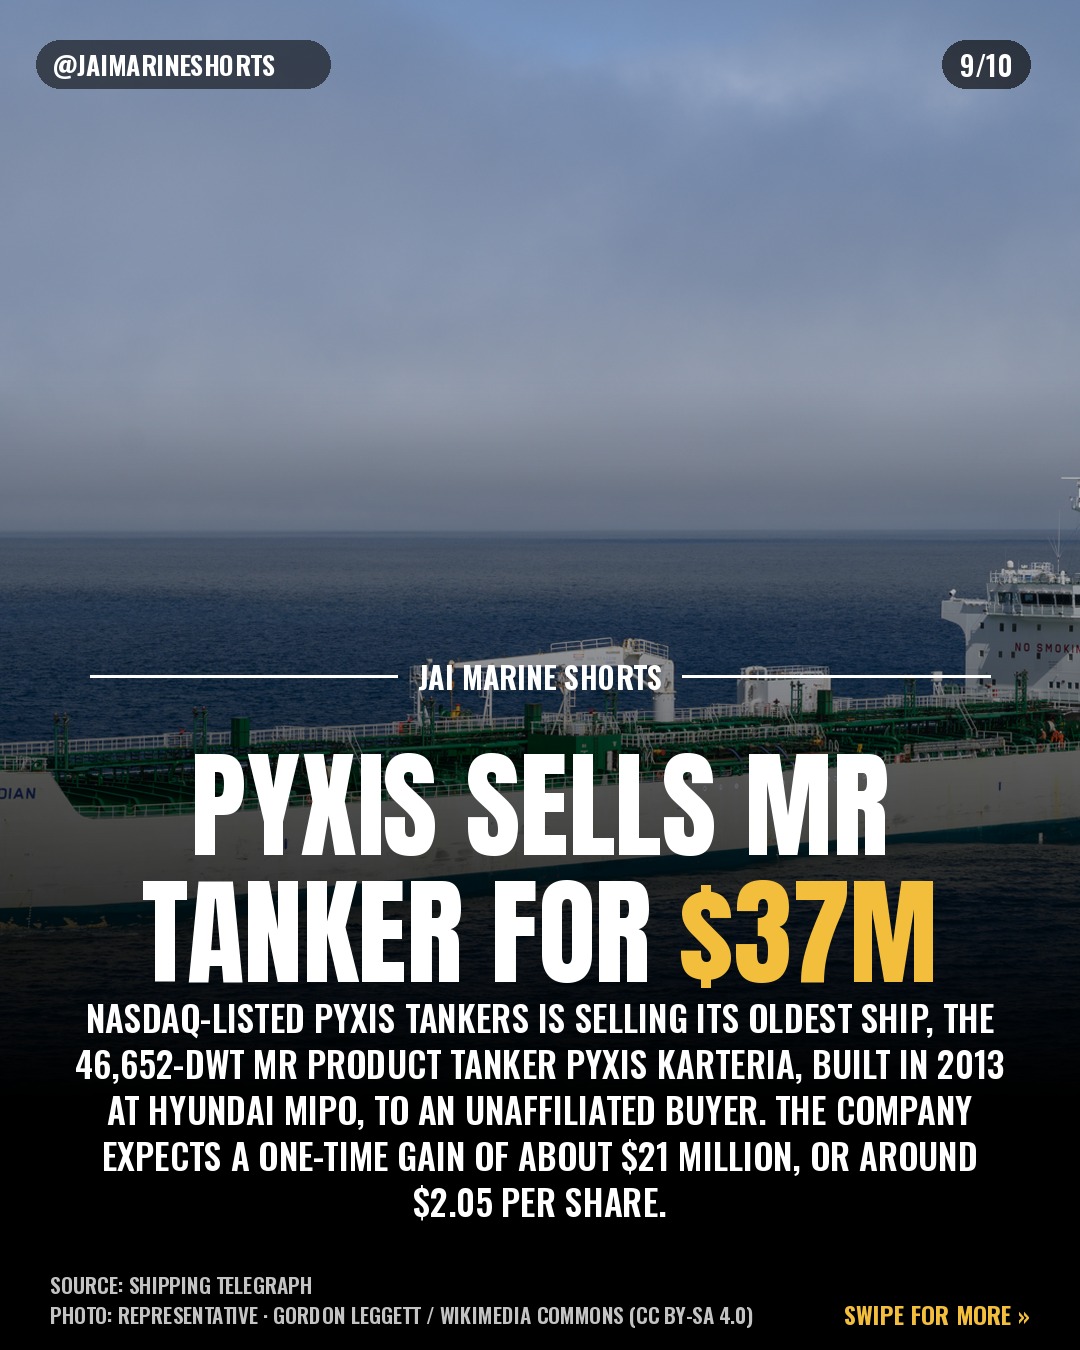 @JAIMARINESHORTS
9/10
NO SMOKIN
JAI MARINE SHORTS
DIAN
PYXIS SELLS MR
TANKER FOR $37M
NASDAQ-LISTED PYXIS TANKERS IS SELLING ITS OLDEST SHIP, THE
46,652-DWT MR PRODUCT TANKER PYXIS KARTERIA, BUILT IN 2013
AT HYUNDAI MIPO, TO AN UNAFFILIATED BUYER. THE COMPANY
EXPECTS A ONE-TIME GAIN OF ABOUT $21 MILLION, OR AROUND
$2.05 PER SHARE.
SOURCE: SHIPPING TELEGRAPH
PHOTO: REPRESENTATIVE · GORDON LEGGETT / WIKIMEDIA COMMONS (CC BY-SA 4.0)
SWIPE FOR MORE »